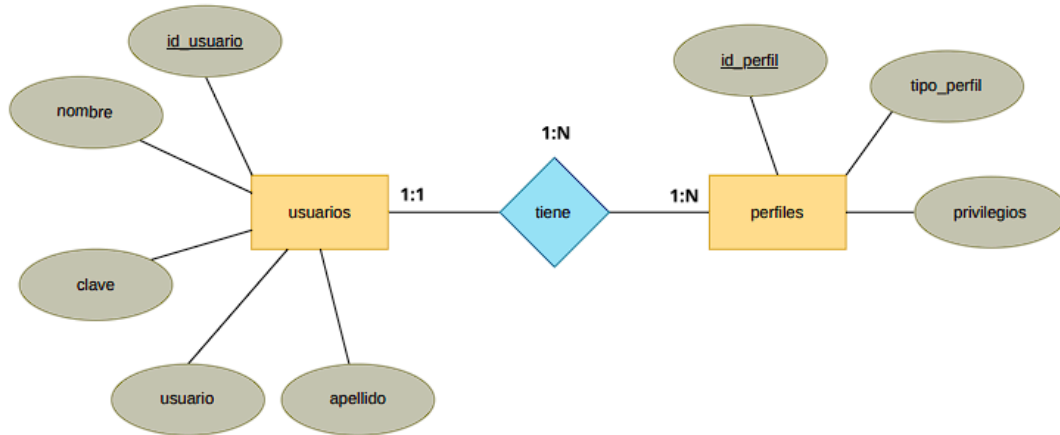 id_usuario
nombre
clave
usuario
apellido
usuarios
1:1
1:N
tiene
1:N
perfiles
id_perfil
tipo_perfil
privilegios